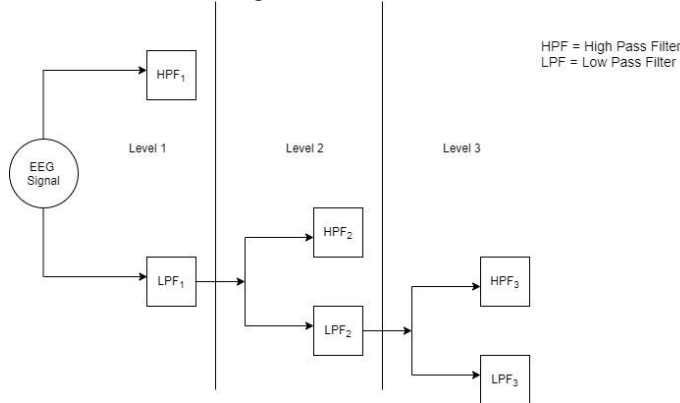 HPF = High Pass Filter
LPF = Low Pass Filter
HPF₁
Level 1
Level 2
Level 3
EEG
Signal
HPF₂
LPF₁
HPF₃
LPF₂
LPF₃